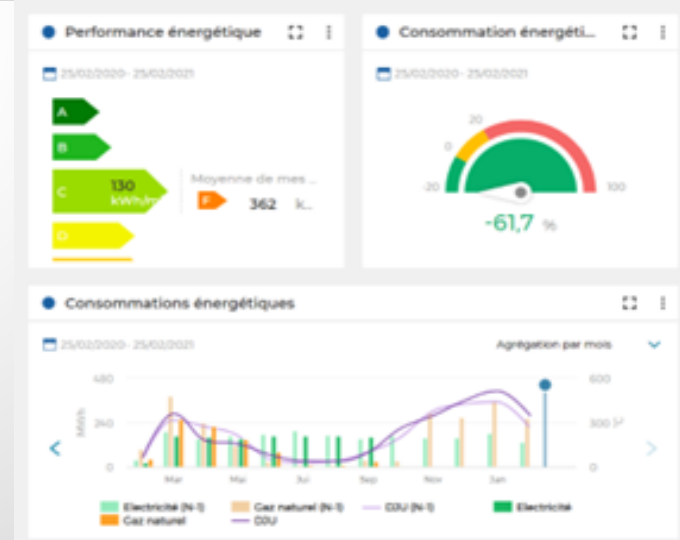 Performance énergétique
Consommation énergéti...
25/02/2020 - 25/02/2021
25/02/2020 - 25/02/2021
A
B
C 130 kWh/m
D
Moyenne de mes ...
F 362 k...
-20 0 20 100
-61,7 %
Consommations énergétiques
25/02/2020 - 25/02/2021
Agrégation par mois
480 600
MWh 240 300
0 0
Mar Mai Jui Sep Nov Jan
Electricité (N-1) Gaz naturel (N-1) DJU (N-1) Electricité
Gaz naturel DJU